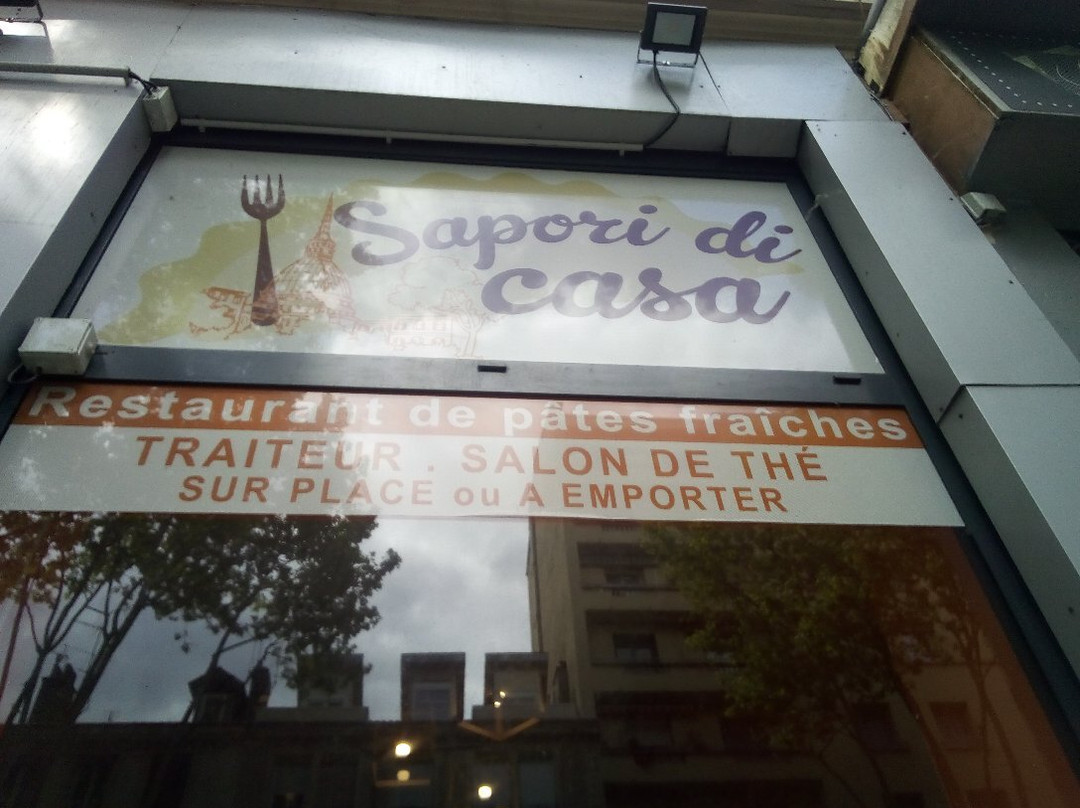 Sapori di
casa
Restaurant de pâtes fraîches
TRAITEUR . SALON DE THÉ
SUR PLACE ou A EMPORTER